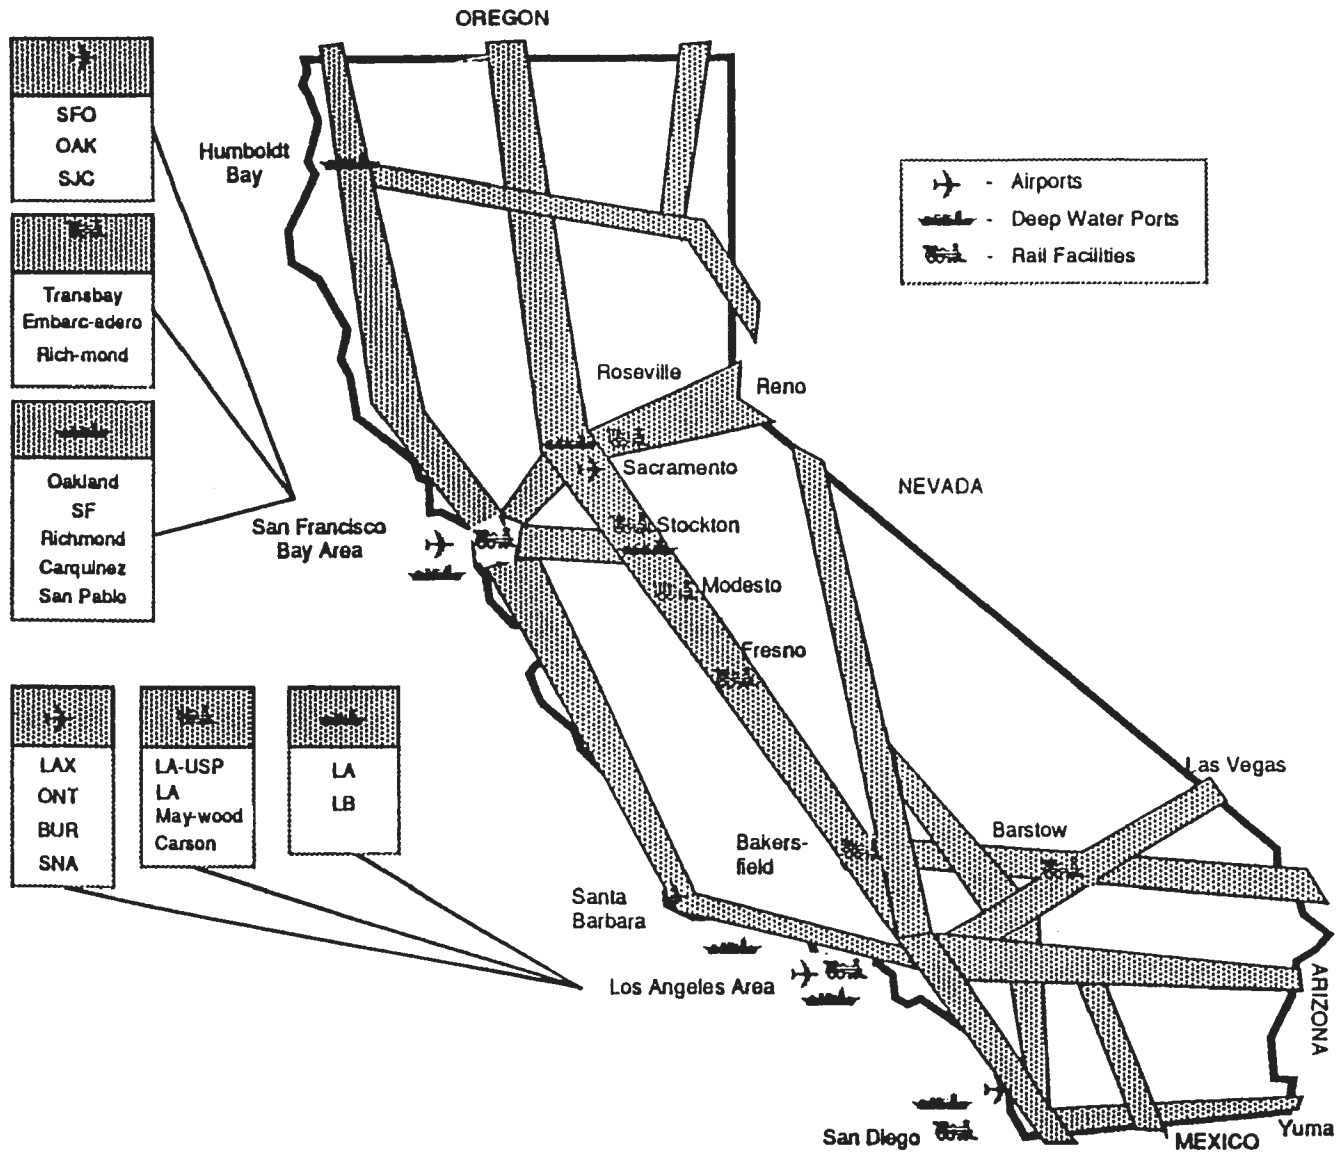 OREGON
SFO
OAK
SJC
Humboldt
Bay
- Airports
- Deep Water Ports
- Rail Facilities
Transbay
Embarc-adero
Rich-mond
Roseville
Reno
Oakland
SF
Richmond
Carquinez
San Pablo
Sacramento
NEVADA
San Francisco
Bay Area
Stockton
Modesto
Fresno
LAX
ONT
BUR
SNA
LA-USP
LA
May-wood
Carson
LA
LB
Las Vegas
Barstow
Bakers-
field
Santa
Barbara
Los Angeles Area
ARIZONA
San Diego
MEXICO
Yuma